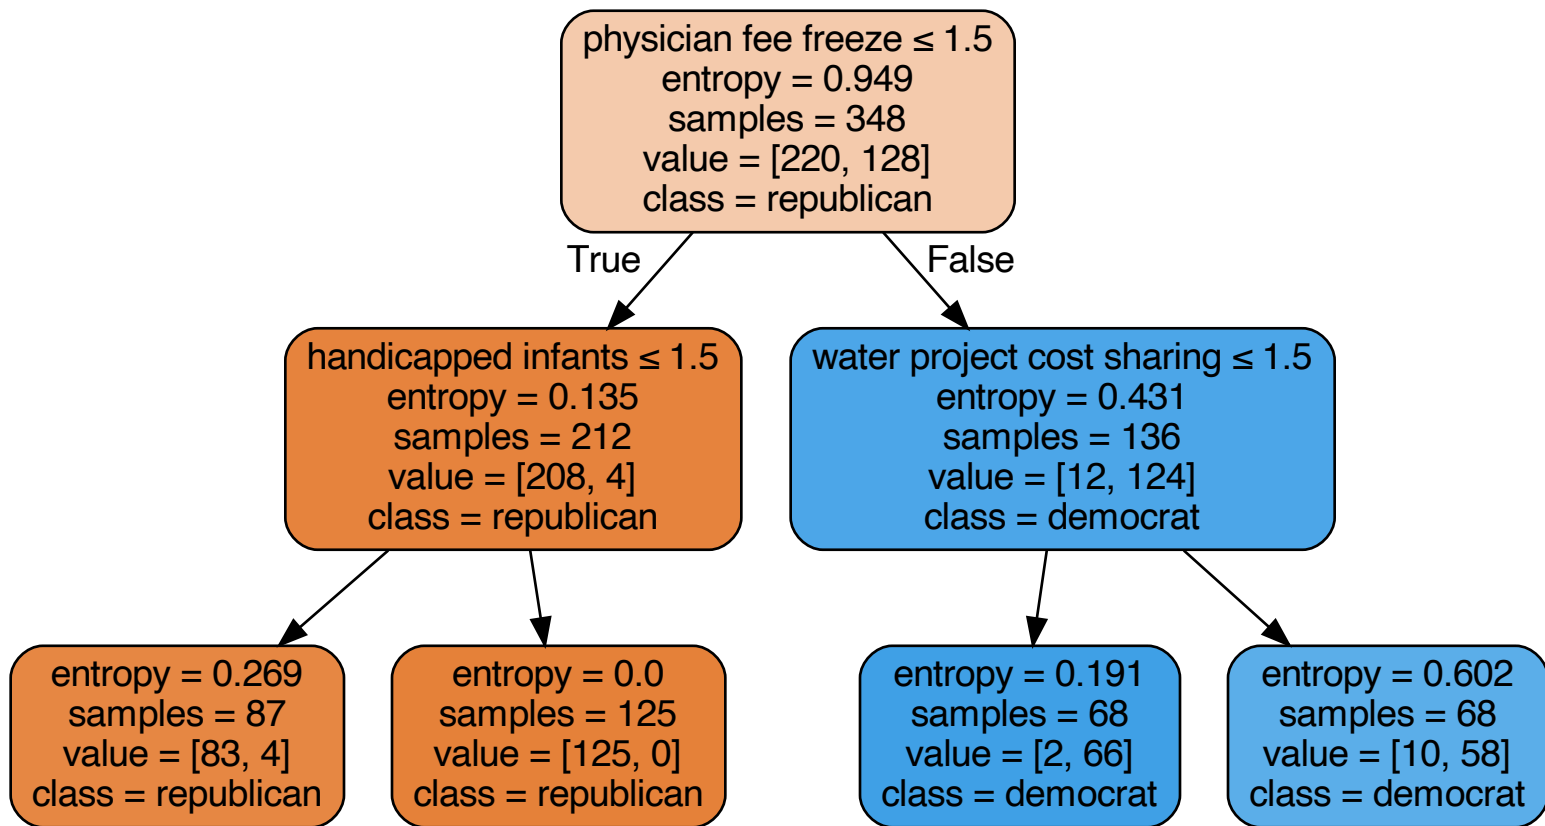 physician fee freeze ≤ 1.5
entropy = 0.949
samples = 348
value = [220, 128]
class = republican
True
False
handicapped infants ≤ 1.5
entropy = 0.135
samples = 212
value = [208, 4]
class = republican
water project cost sharing ≤ 1.5
entropy = 0.431
samples = 136
value = [12, 124]
class = democrat
entropy = 0.269
samples = 87
value = [83, 4]
class = republican
entropy = 0.0
samples = 125
value = [125, 0]
class = republican
entropy = 0.191
samples = 68
value = [2, 66]
class = democrat
entropy = 0.602
samples = 68
value = [10, 58]
class = democrat